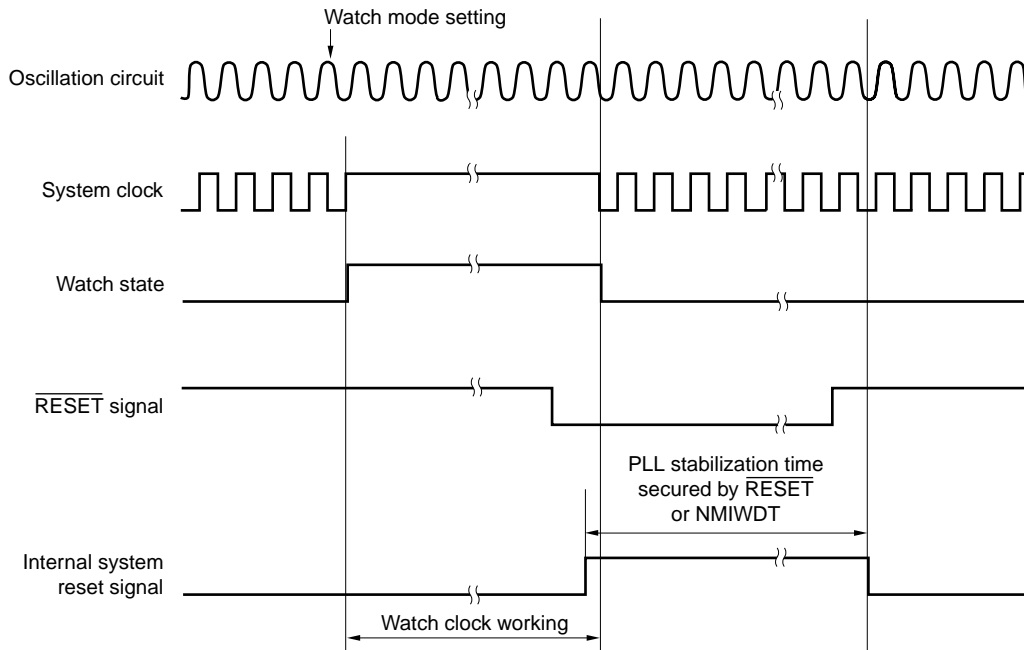 Watch mode setting
Oscillation circuit
System clock
Watch state
RESET signal
PLL stabilization time
secured by RESET
or NMIWDT
Internal system
reset signal
Watch clock working